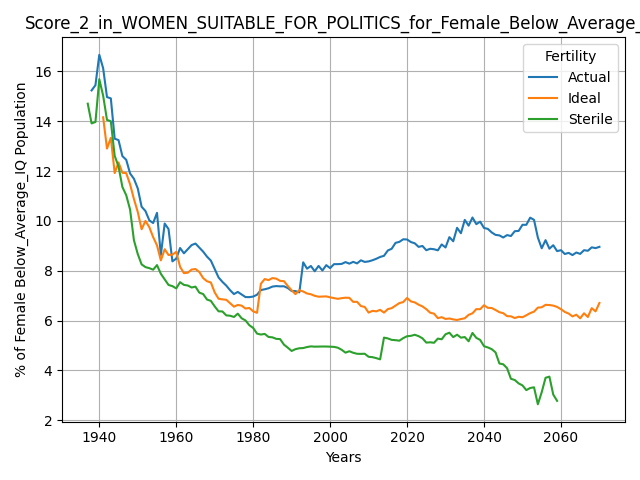 Score_2_in_WOMEN_SUITABLE_FOR_POLITICS_for_Female_Below_Average_
Fertility
Actual
Ideal
Sterile
% of Female Below_Average_IQ Population
16
14
12
10
8
6
4
2
1940 1960 1980 2000 2020 2040 2060
Years